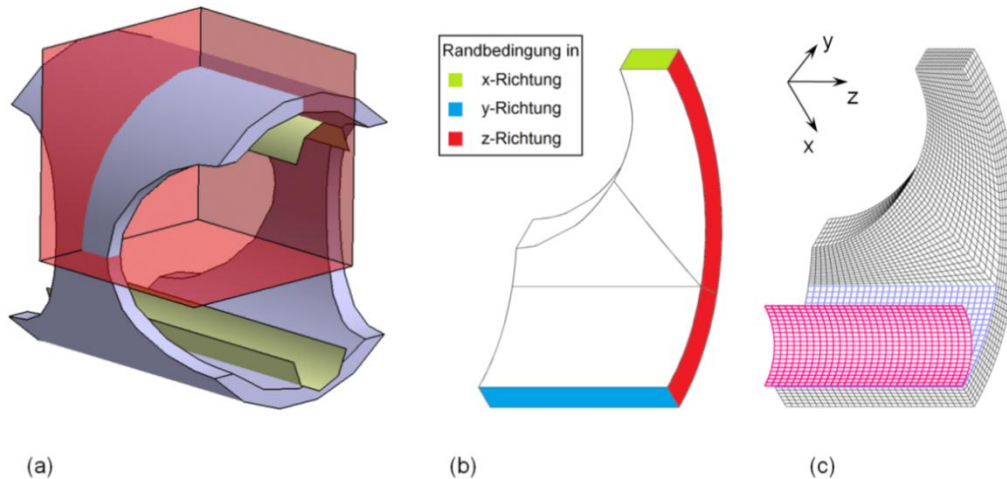 Randbedingung in
x-Richtung
y-Richtung
z-Richtung
y
z
x
(a)
(b)
(c)